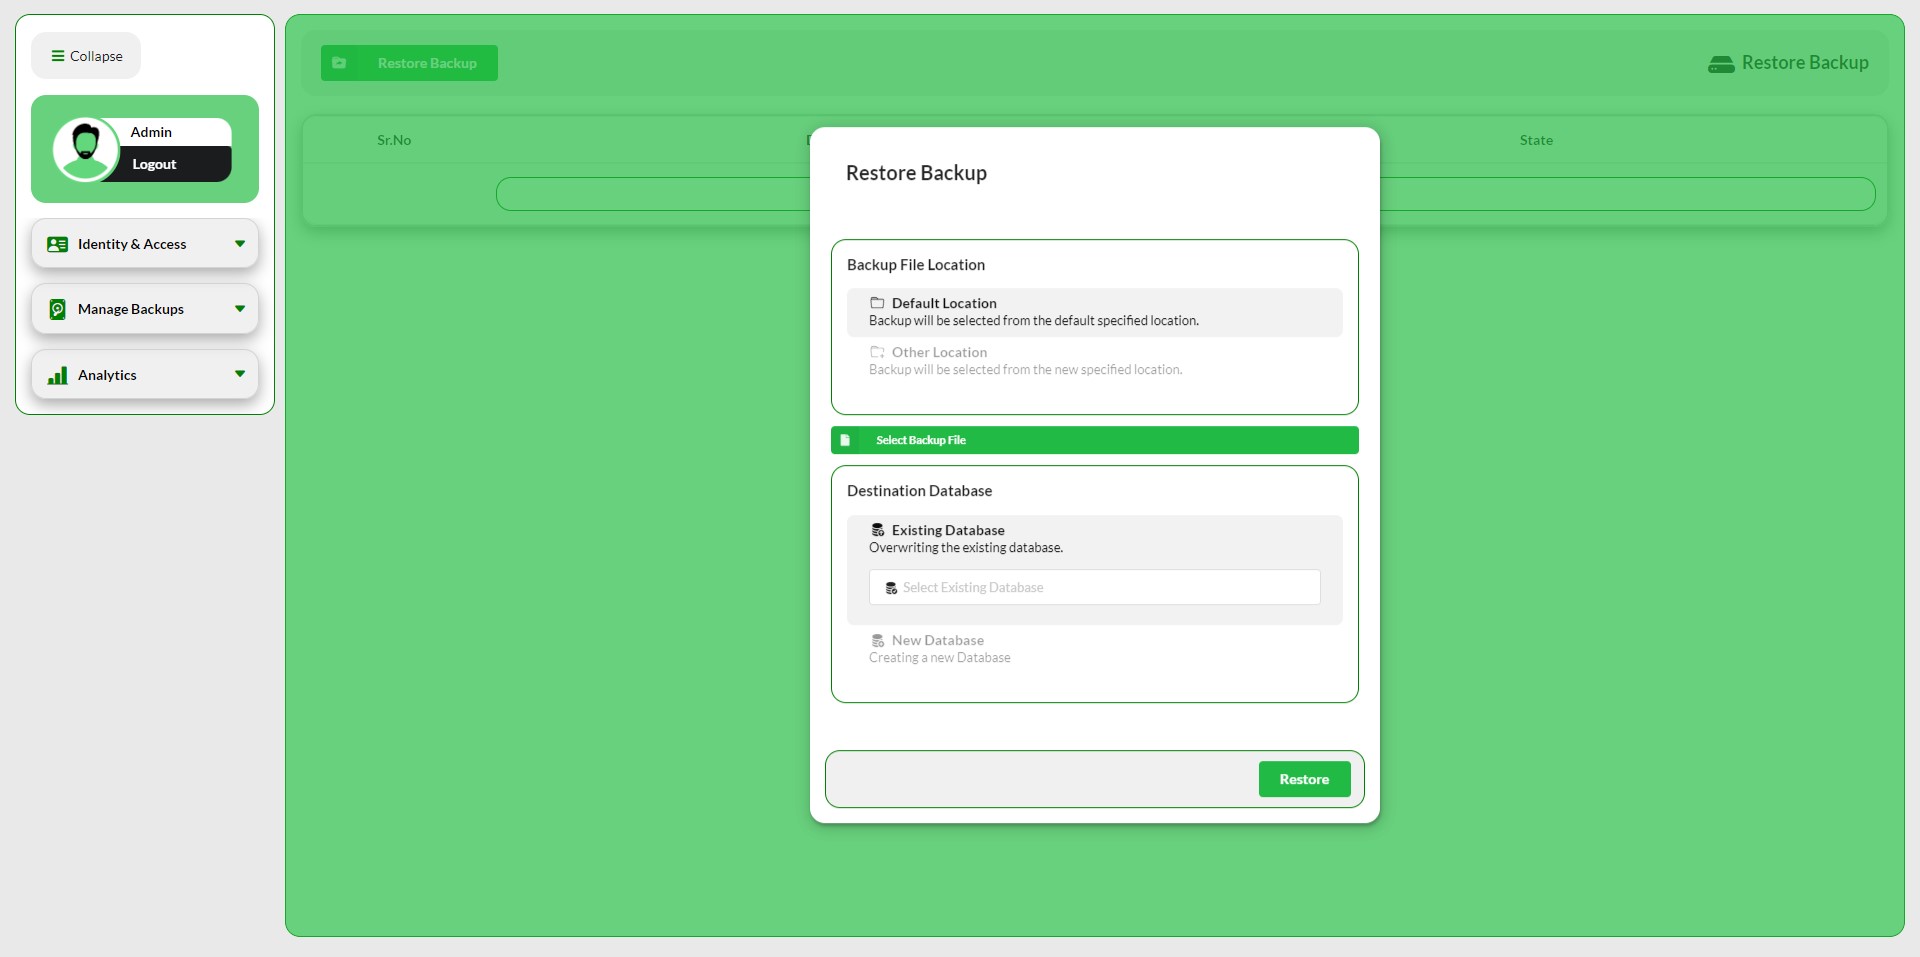 Collapse
Admin
Logout
Identity & Access
Manage Backups
Analytics
Restore Backup
Restore Backup
Sr.No
State
Restore Backup
Backup File Location
Default Location
Backup will be selected from the default specified location.
Other Location
Backup will be selected from the new specified location.
Select Backup File
Destination Database
Existing Database
Overwriting the existing database.
Select Existing Database
New Database
Creating a new Database
Restore